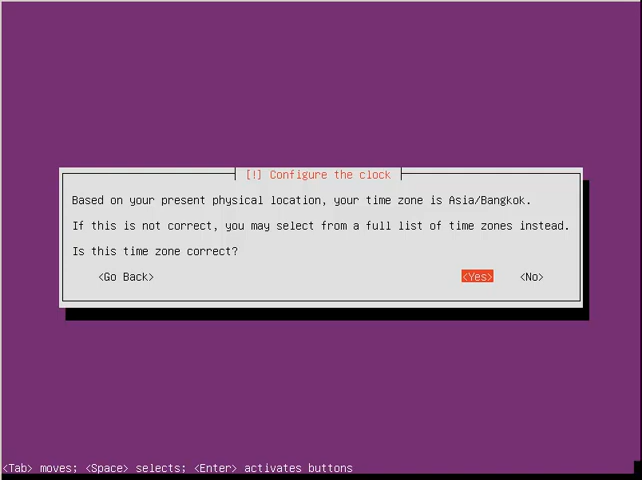 [!] Configure the clock
Based on your present physical location, your time zone is Asia/Bangkok.
If this is not correct, you may select from a full list of time zones instead.
Is this time zone correct?
<Go Back> <Yes> <No>
<Tab> moves; <Space> selects; <Enter> activates buttons